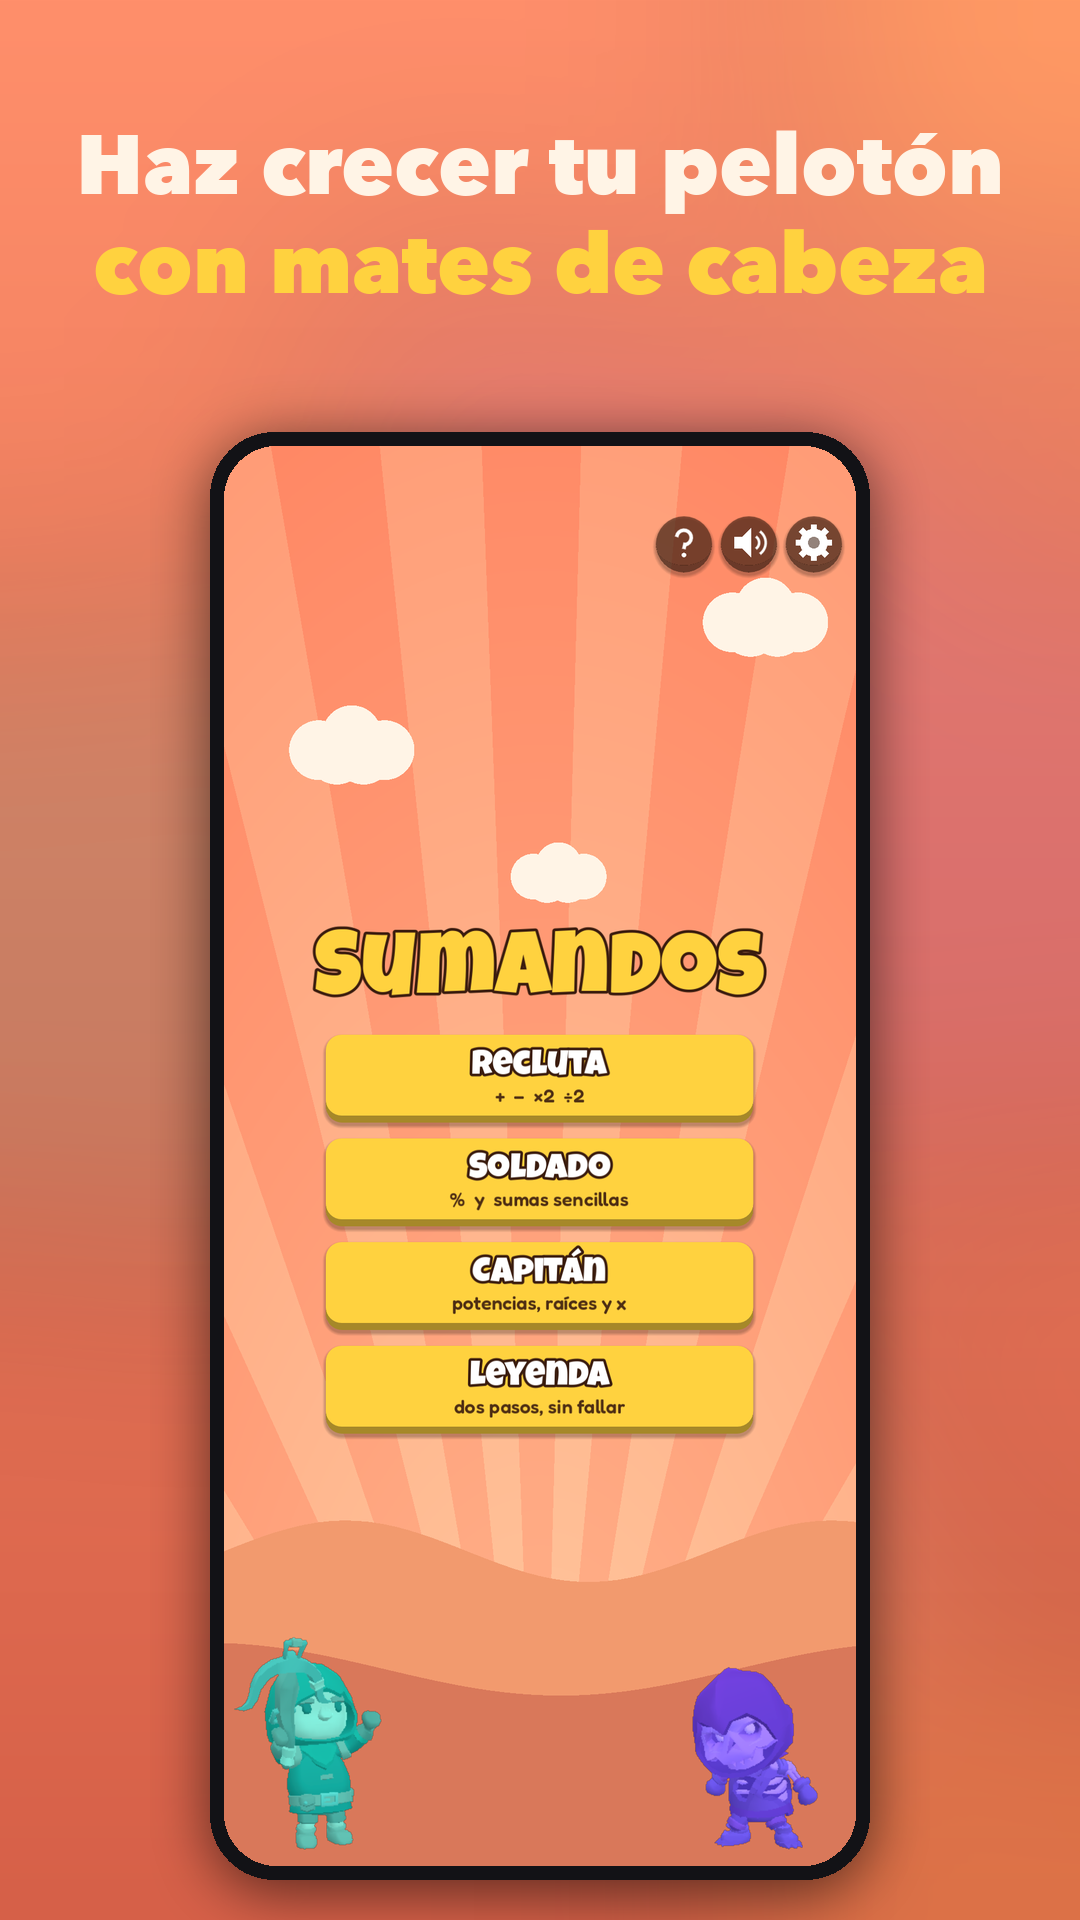 Haz crecer tu pelotón
con mates de cabeza
?
SUMANDOS
RECLUTA
+ − ×2 ÷2
SOLDADO
% y sumas sencillas
CAPITÁN
potencias, raíces y x
LEYENDA
dos pasos, sin fallar